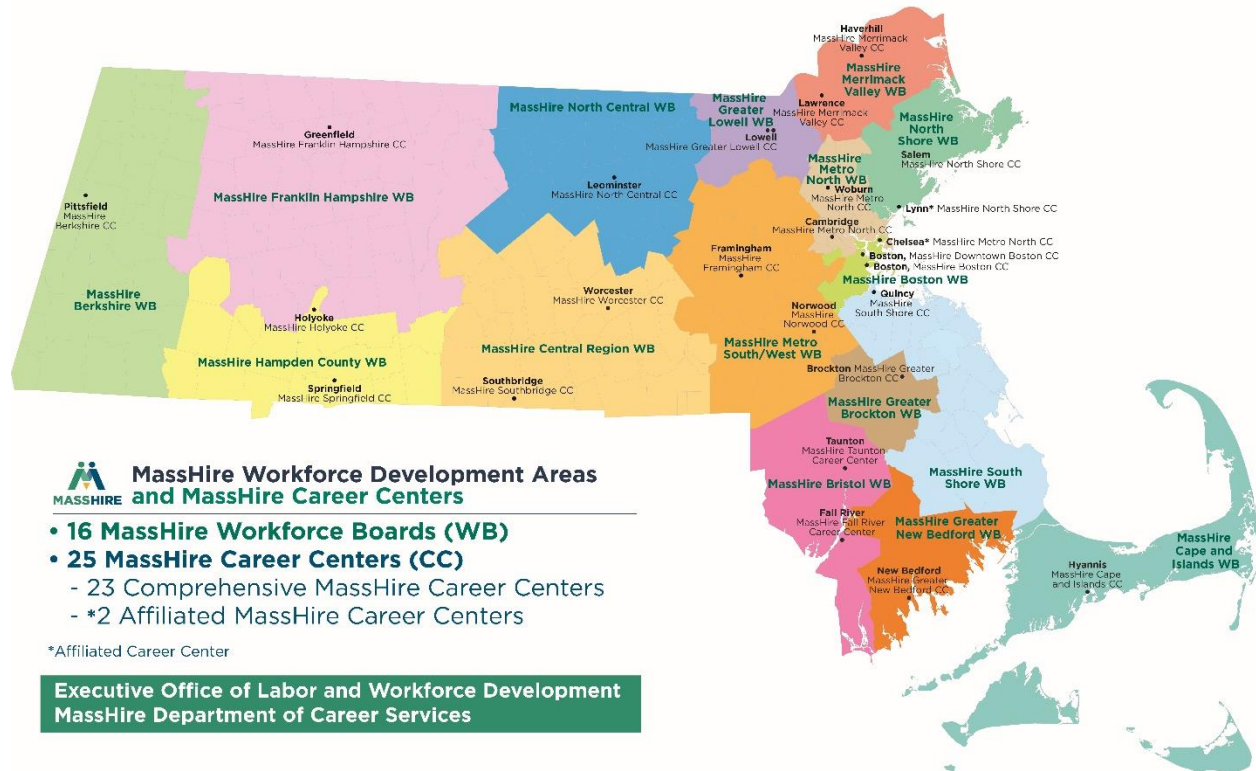 Haverhill
MassHire Merrimack
Valley CC
MassHire
Merrimack
Valley WB
Lawrence
MassHire Merrimack
Valley CC
MassHire North Central WB
MassHire
Greater
Lowell WB
Lowell
MassHire Greater Lowell CC
MassHire
North
Shore WB
Salem
MassHire North Shore CC
Greenfield
MassHire Franklin Hampshire CC
MassHire
Metro
North WB
Woburn
MassHire Metro
North CC
Leominster
MassHire North Central CC
Pittsfield
MassHire
Berkshire CC
MassHire Franklin Hampshire WB
Lynn* MassHire North Shore CC
Cambridge
MassHire Metro North CC
Chelsea* MassHire Metro North CC
Boston, MassHire Downtown Boston CC
Boston, MassHire Boston CC
MassHire Boston WB
Framingham
MassHire
Framingham CC
MassHire
Berkshire WB
Worcester
MassHire Worcester CC
Quincy
MassHire
South Shore CC
Holyoke
MassHire Holyoke CC
Norwood
MassHire
Norwood CC
MassHire Hampden County WB
MassHire Central Region WB
MassHire Metro
South/West WB
Springfield
MassHire Springfield CC
Southbridge
MassHire Southbridge CC
Brockton MassHire Greater
Brockton CC
MassHire Greater
Brockton WB
Taunton
MassHire Taunton
Career Center
MassHire Bristol WB
MassHire South
Shore WB
Fall River
MassHire Fall River
Career Center
MassHire Greater
New Bedford WB
New Bedford
MassHire Greater
New Bedford CC
Hyannis
MassHire Cape
and Islands CC
MassHire
Cape and
Islands WB
MASSHIRE
MassHire Workforce Development Areas
and MassHire Career Centers
• 16 MassHire Workforce Boards (WB)
• 25 MassHire Career Centers (CC)
- 23 Comprehensive MassHire Career Centers
- *2 Affiliated MassHire Career Centers
*Affiliated Career Center
Executive Office of Labor and Workforce Development
MassHire Department of Career Services